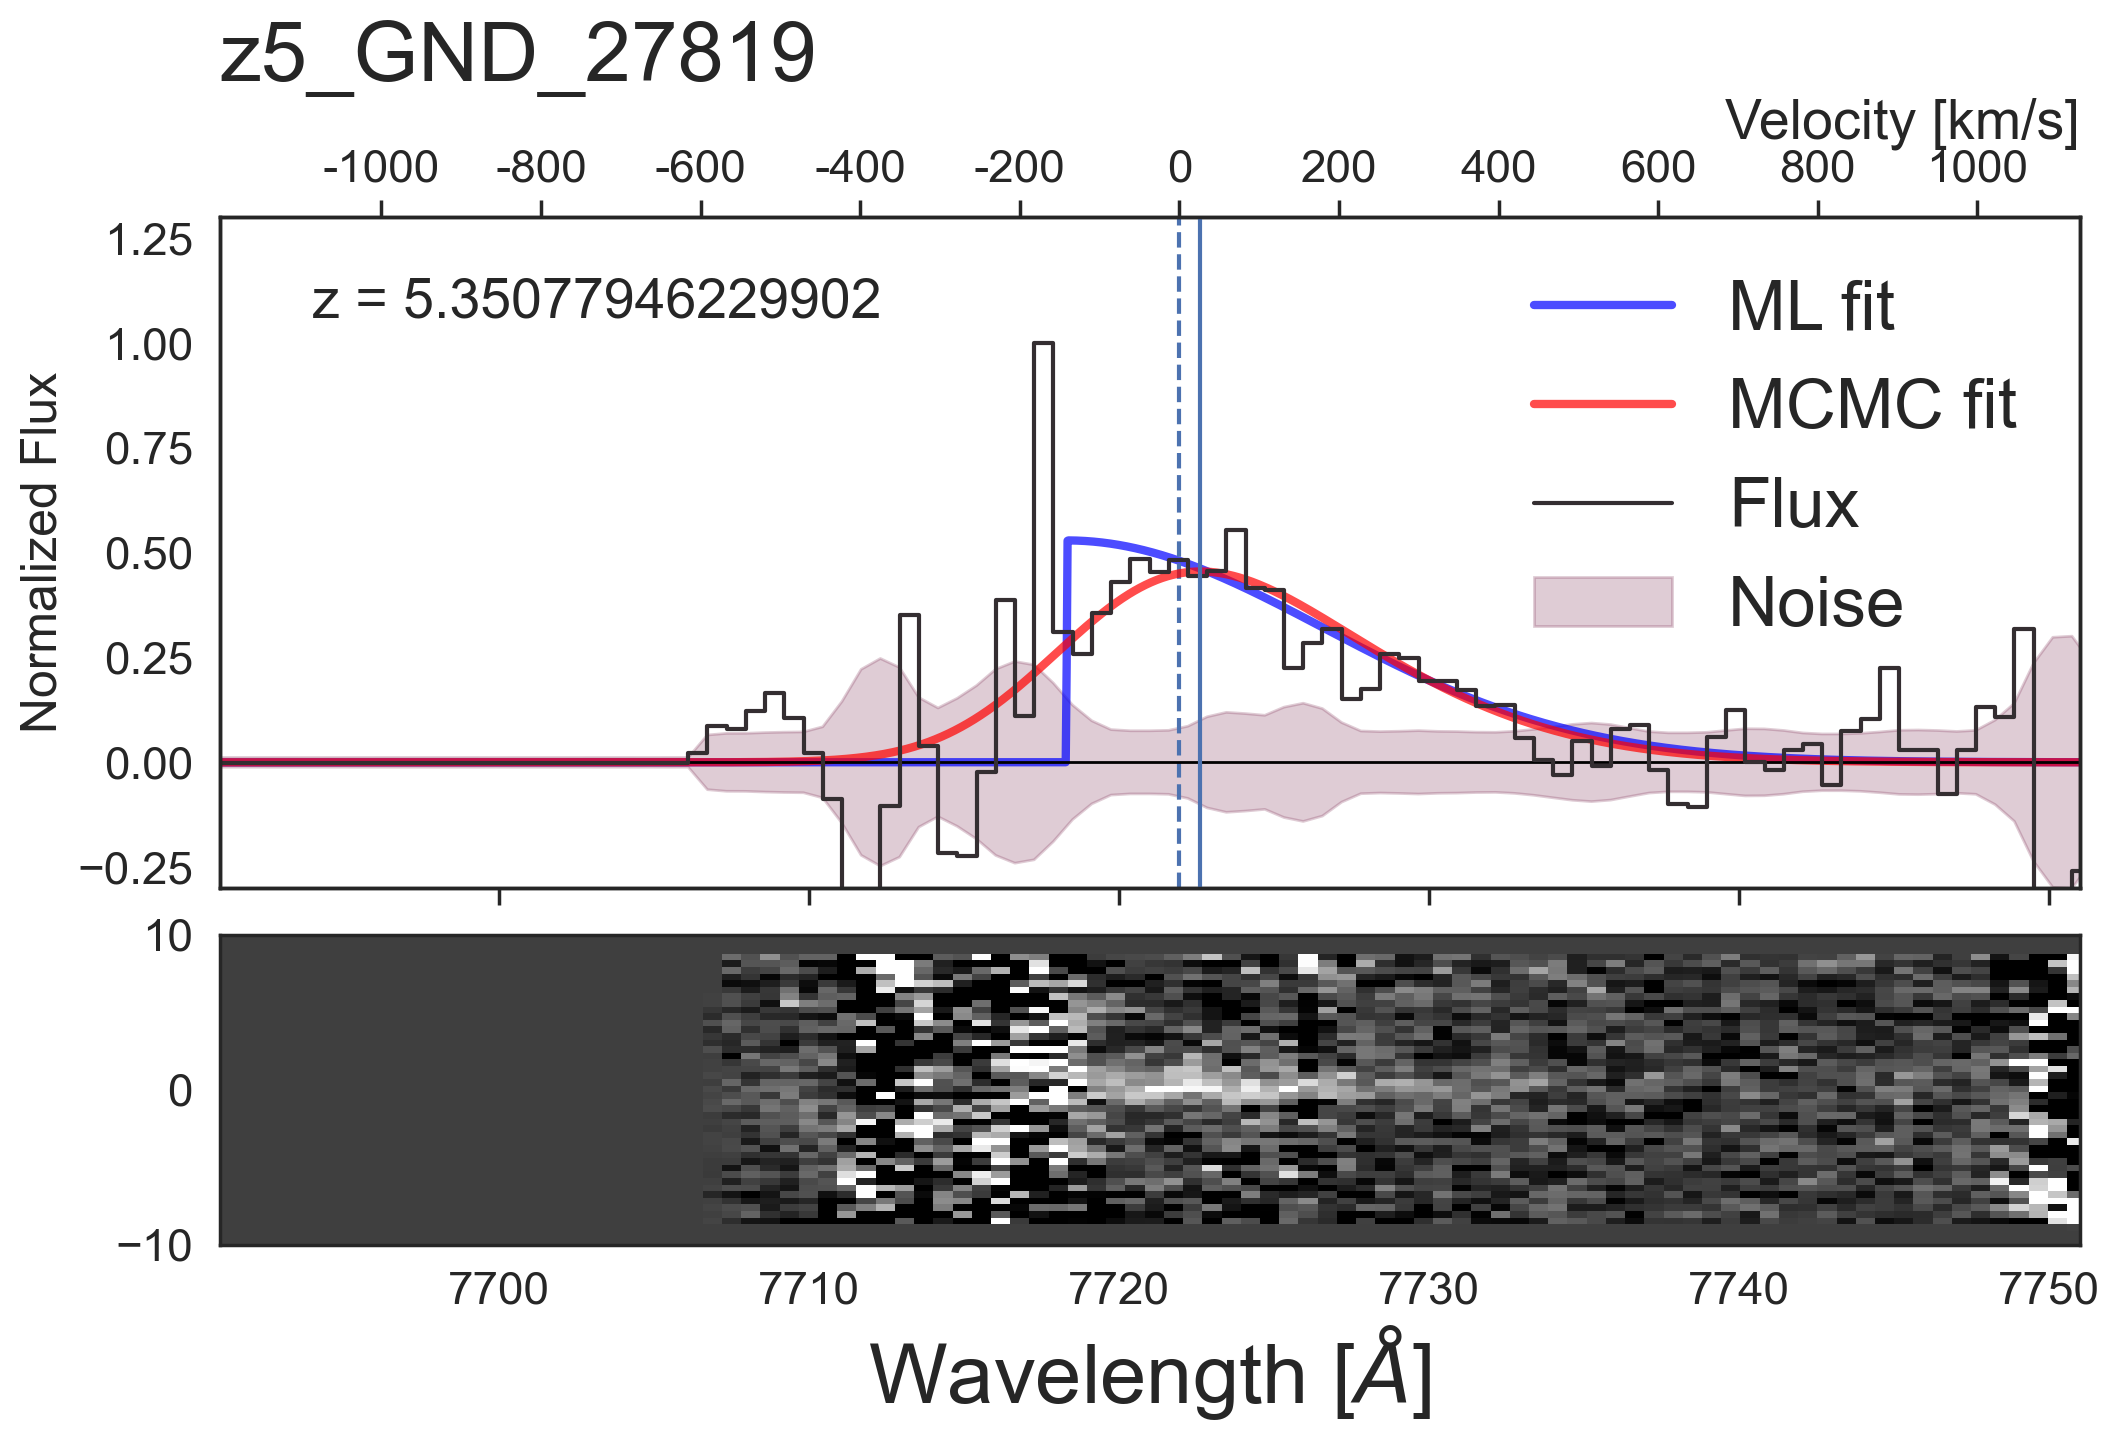 z5_GND_27819
Velocity [km/s]
-1000 -800 -600 -400 -200 0 200 400 600 800 1000
1.25
1.00
0.75
0.50
0.25
0.00
−0.25
Normalized Flux
z = 5.35077946229902
ML fit
MCMC fit
Flux
Noise
10
0
−10
7700 7710 7720 7730 7740 7750
Wavelength [Å]